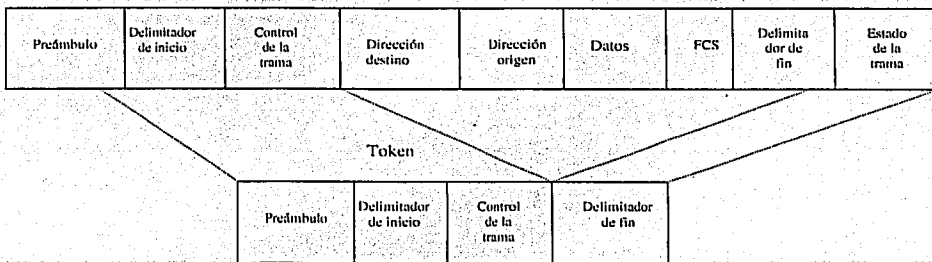 Preámbulo
Delimitador
de inicio
Control
de la
trama
Dirección
destino
Dirección
origen
Datos
FCS
Delimita
dor de
fin
Estado
de la
trama
Token
Preámbulo
Delimitador
de inicio
Control
de la
trama
Delimitador
de fin